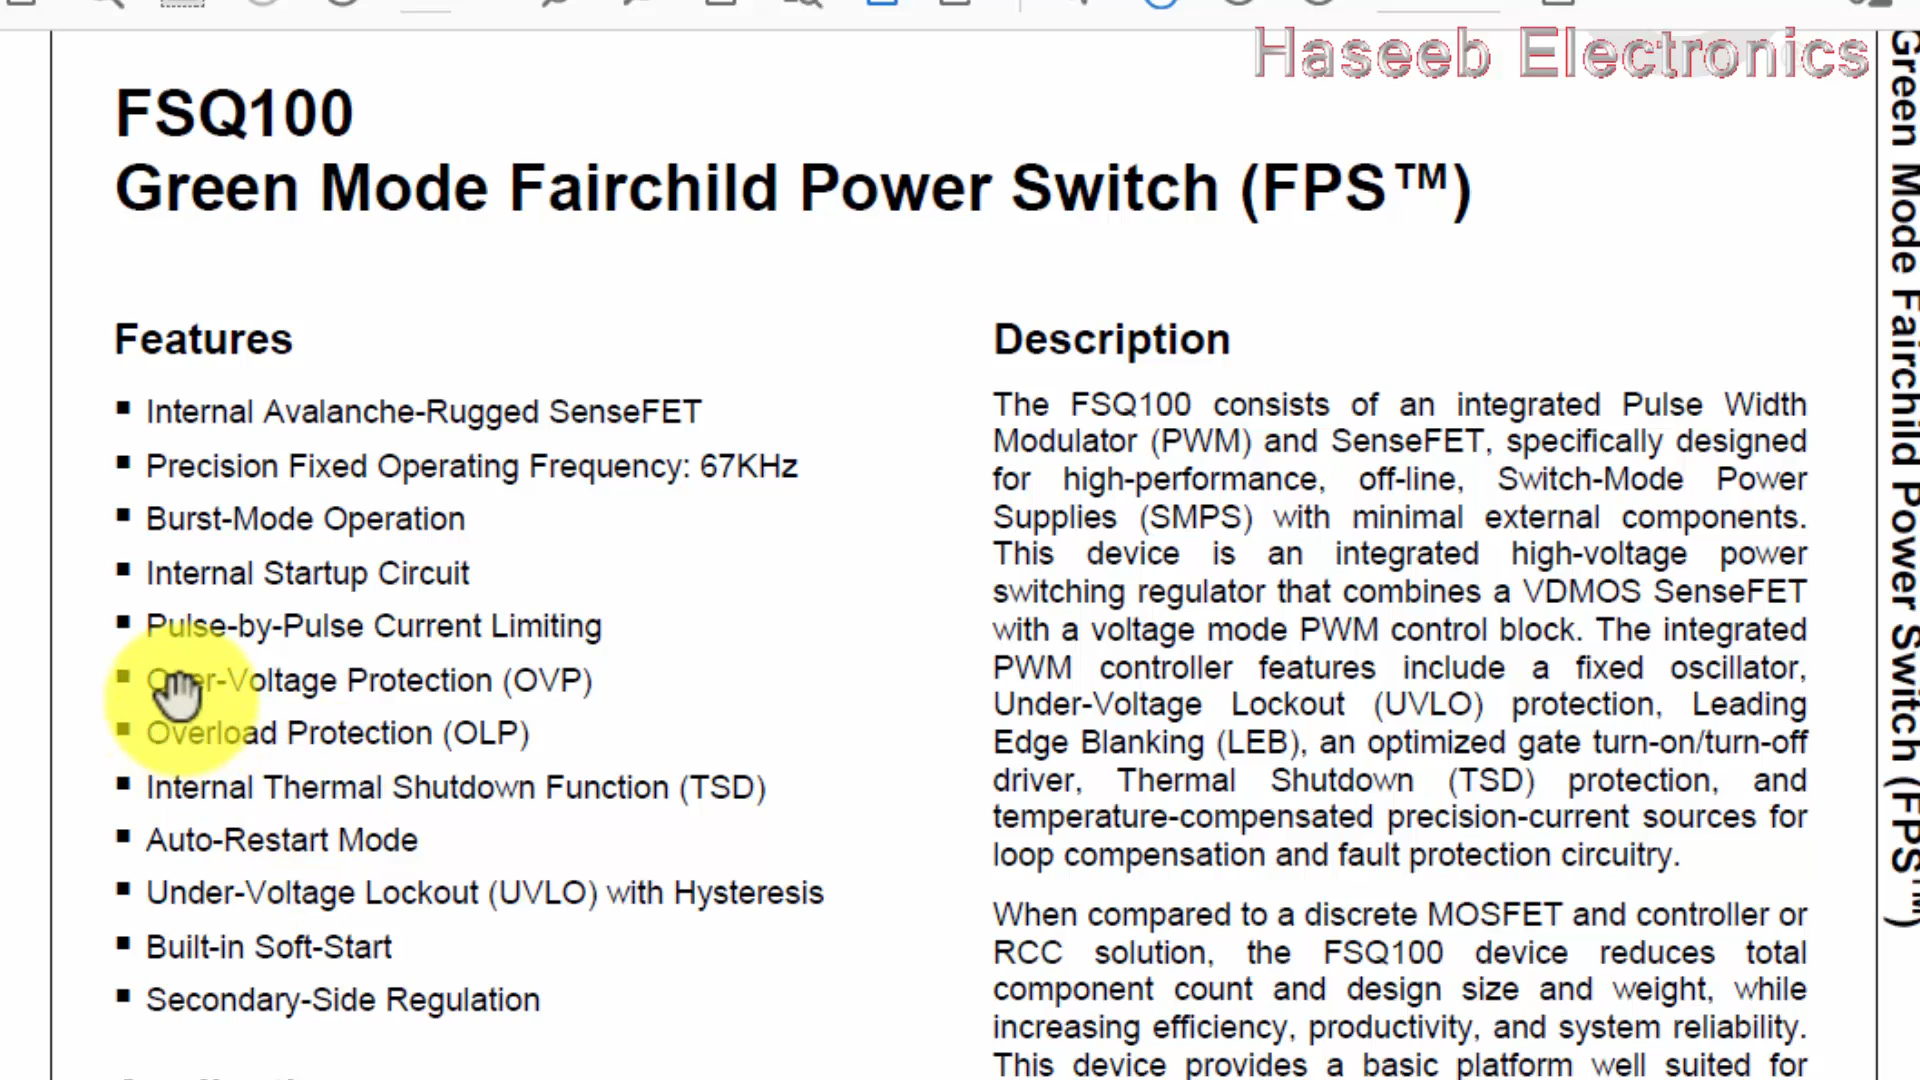 Haseeb Electronics
FSQ100
Green Mode Fairchild Power Switch (FPS™)
Features
■ Internal Avalanche-Rugged SenseFET
■ Precision Fixed Operating Frequency: 67KHz
■ Burst-Mode Operation
■ Internal Startup Circuit
■ Pulse-by-Pulse Current Limiting
■ Over-Voltage Protection (OVP)
■ Overload Protection (OLP)
■ Internal Thermal Shutdown Function (TSD)
■ Auto-Restart Mode
■ Under-Voltage Lockout (UVLO) with Hysteresis
■ Built-in Soft-Start
■ Secondary-Side Regulation
Description
The FSQ100 consists of an integrated Pulse Width
Modulator (PWM) and SenseFET, specifically designed
for high-performance, off-line, Switch-Mode Power
Supplies (SMPS) with minimal external components.
This device is an integrated high-voltage power
switching regulator that combines a VDMOS SenseFET
with a voltage mode PWM control block. The integrated
PWM controller features include a fixed oscillator,
Under-Voltage Lockout (UVLO) protection, Leading
Edge Blanking (LEB), an optimized gate turn-on/turn-off
driver, Thermal Shutdown (TSD) protection, and
temperature-compensated precision-current sources for
loop compensation and fault protection circuitry.
When compared to a discrete MOSFET and controller or
RCC solution, the FSQ100 device reduces total
component count and design size and weight, while
increasing efficiency, productivity, and system reliability.
This device provides a basic platform well suited for
Green Mode Fairchild Power Switch (FPS™)